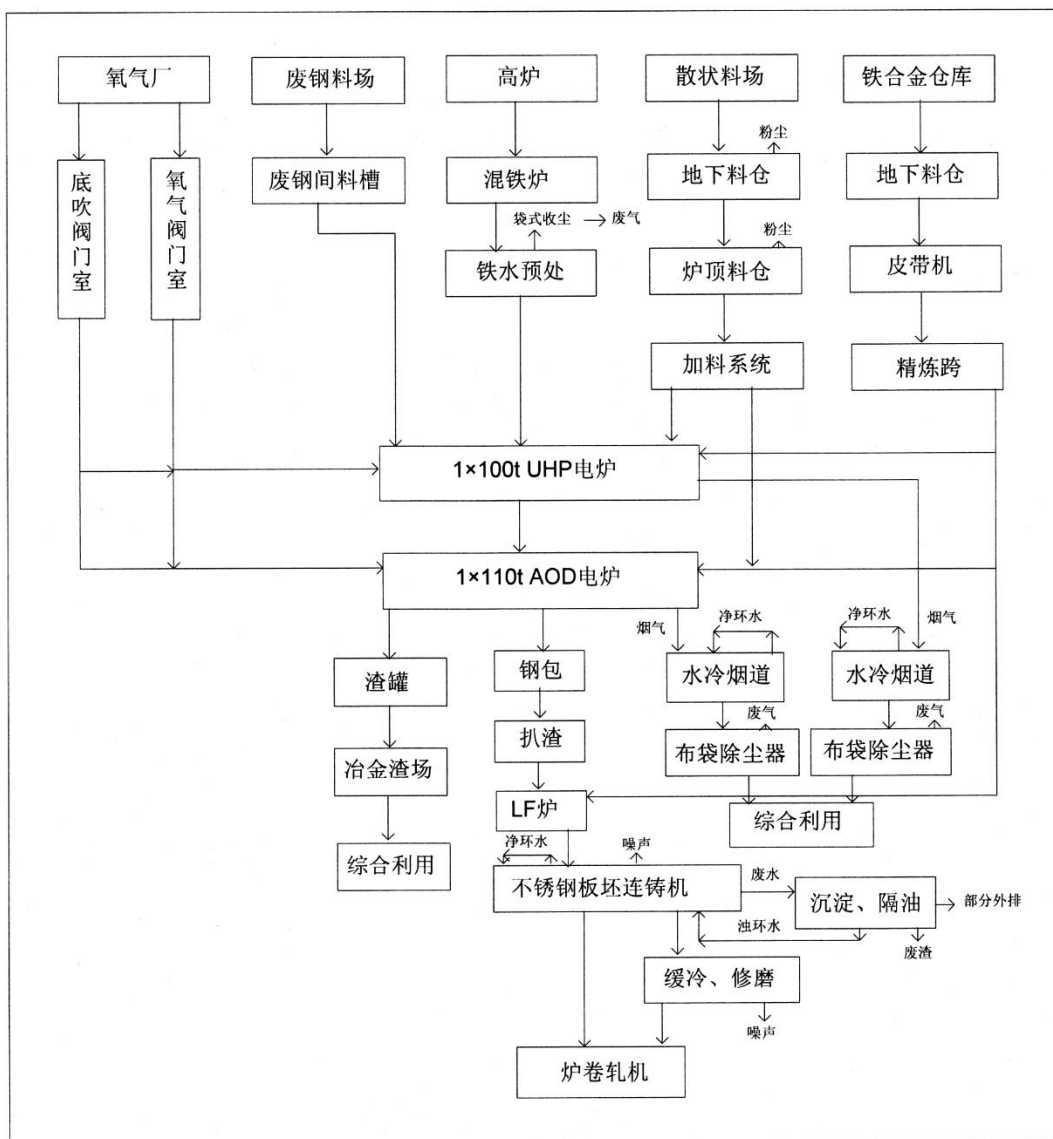 氧气厂
废钢料场
高炉
散状料场
铁合金仓库
粉尘
底吹阀门室
氧气阀门室
废钢间料槽
混铁炉
地下料仓
地下料仓
袋式收尘
废气
粉尘
铁水预处
炉顶料仓
皮带机
加料系统
精炼跨
1×100t UHP电炉
1×110t AOD电炉
烟气
净环水
净环水
烟气
渣罐
钢包
水冷烟道
水冷烟道
废气
废气
扒渣
冶金渣场
布袋除尘器
布袋除尘器
LF炉
综合利用
净环水
噪声
综合利用
不锈钢板坯连铸机
废水
沉淀、隔油
部分外排
浊环水
废渣
缓冷、修磨
噪声
炉卷轧机